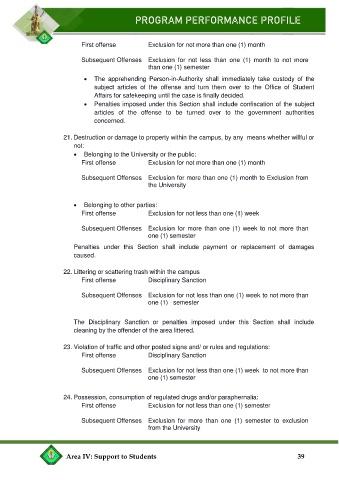 PROGRAM PERFORMANCE PROFILE
First offense Exclusion for not more than one (1) month
Subsequent Offenses Exclusion for not less than one (1) month to not more
than one (1) semester
• The apprehending Person-in-Authority shall immediately take custody of the
subject articles of the offense and turn them over to the Office of Student
Affairs for safekeeping until the case is finally decided.
• Penalties imposed under this Section shall include confiscation of the subject
articles of the offense to be turned over to the government authorities
concerned.
21. Destruction or damage to property within the campus, by any means whether willful or
not:
• Belonging to the University or the public:
First offense Exclusion for not more than one (1) month
Subsequent Offenses Exclusion for more than one (1) month to Exclusion from
the University
• Belonging to other parties:
First offense Exclusion for not less than one (1) week
Subsequent Offenses Exclusion for more than one (1) week to not more than
one (1) semester
Penalties under this Section shall include payment or replacement of damages
caused.
22. Littering or scattering trash within the campus
First offense Disciplinary Sanction
Subsequent Offenses Exclusion for not less than one (1) week to not more than
one (1) semester
The Disciplinary Sanction or penalties imposed under this Section shall include
cleaning by the offender of the area littered.
23. Violation of traffic and other posted signs and/ or rules and regulations:
First offense Disciplinary Sanction
Subsequent Offenses Exclusion for not less than one (1) week to not more than
one (1) semester
24. Possession, consumption of regulated drugs and/or paraphernalia:
First offense Exclusion for not less than one (1) semester
Subsequent Offenses Exclusion for more than one (1) semester to exclusion
from the University
Area IV: Support to Students 39